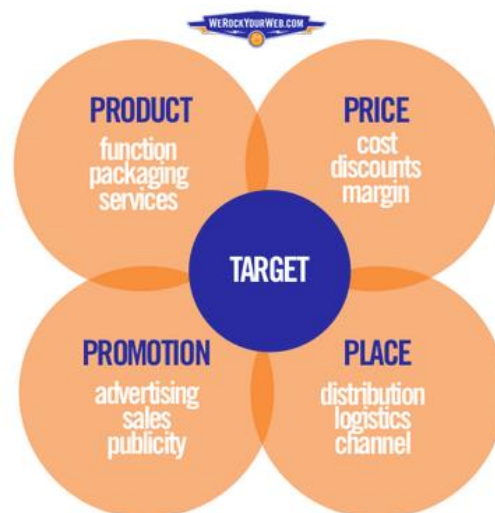 WEROCKYOURWEB.COM
PRODUCT
function
packaging
services
PRICE
cost
discounts
margin
TARGET
PROMOTION
advertising
sales
publicity
PLACE
distribution
logistics
channel